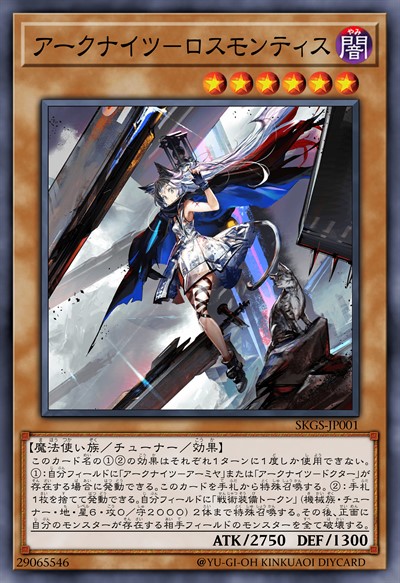 アークナイツーロスモンティス
闇
やみ
SKGS-JP001
【魔法使い族／チューナー／効果】
このカード名の①②の効果はそれぞれ1ターンに1度しか使用できない。
①：自分フィールドに「アークナイツーアーミヤ」または「アークナイツードクター」が
存在する場合に発動できる。このカードを手札から特殊召喚する。②：手札
1枚を捨てて発動できる。自分フィールドに「戦術装備トークン」（機械族・チュー
ナー・地・星6・攻0／守2000）2体まで特殊召喚する。その後、正面に
自分のモンスターが存在する相手フィールドのモンスターを全て破壊する。
ATK/2750 DEF/1300
29065546
@YU-GI-OH KINKUAOI DIYCARD